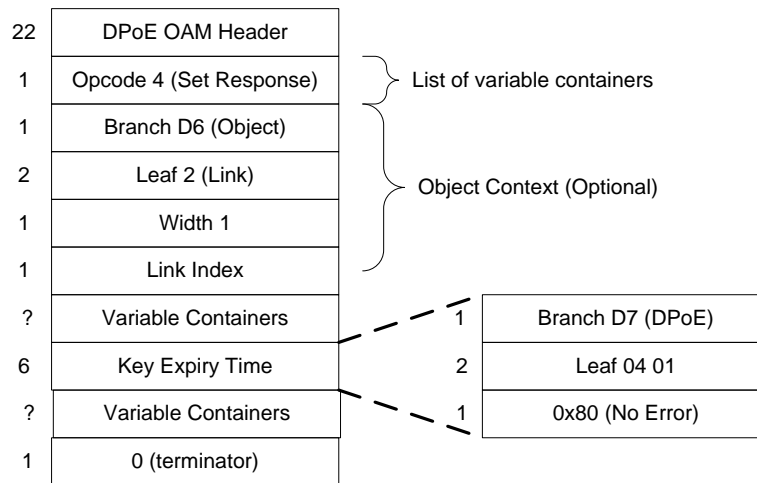 22 DPoE OAM Header
1 Opcode 4 (Set Response) List of variable containers
1 Branch D6 (Object)
2 Leaf 2 (Link)
Object Context (Optional)
1 Width 1
1 Link Index
? Variable Containers 1 Branch D7 (DPoE)
6 Key Expiry Time 2 Leaf 04 01
? Variable Containers 1 0x80 (No Error)
1 0 (terminator)